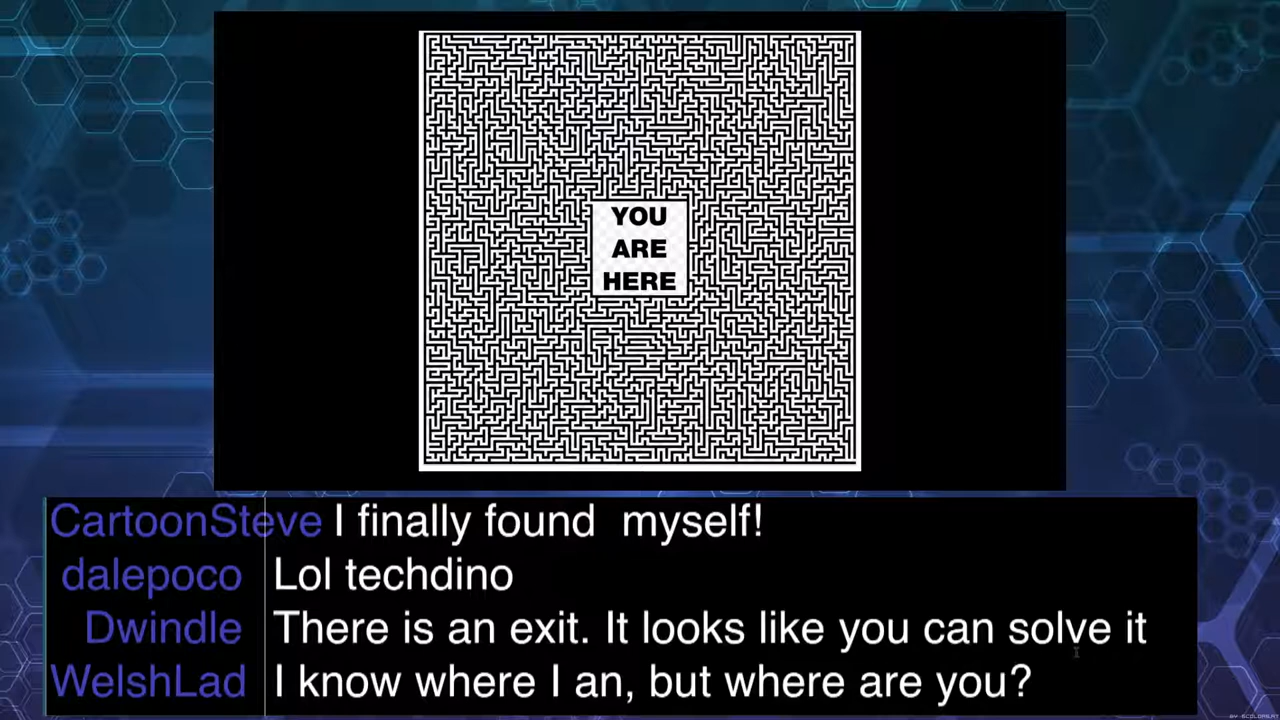 YOU
ARE
HERE
CartoonSteve I finally found  myself!
dalepoco Lol techdino
Dwindle There is an exit. It looks like you can solve it
WelshLad I know where I an, but where are you?